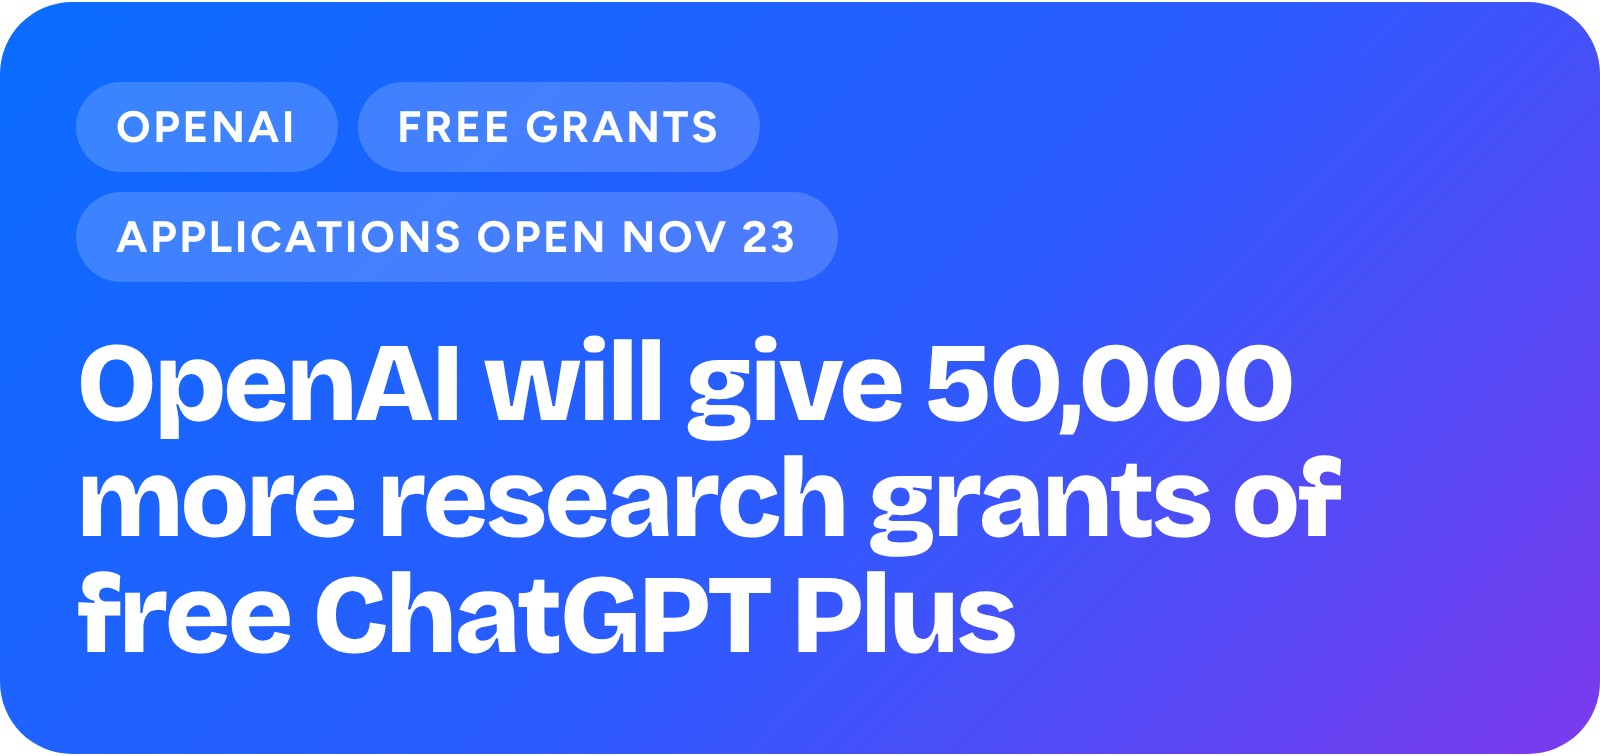 OPENAI
FREE GRANTS
APPLICATIONS OPEN NOV 23
OpenAI will give 50,000
more research grants of
free ChatGPT Plus